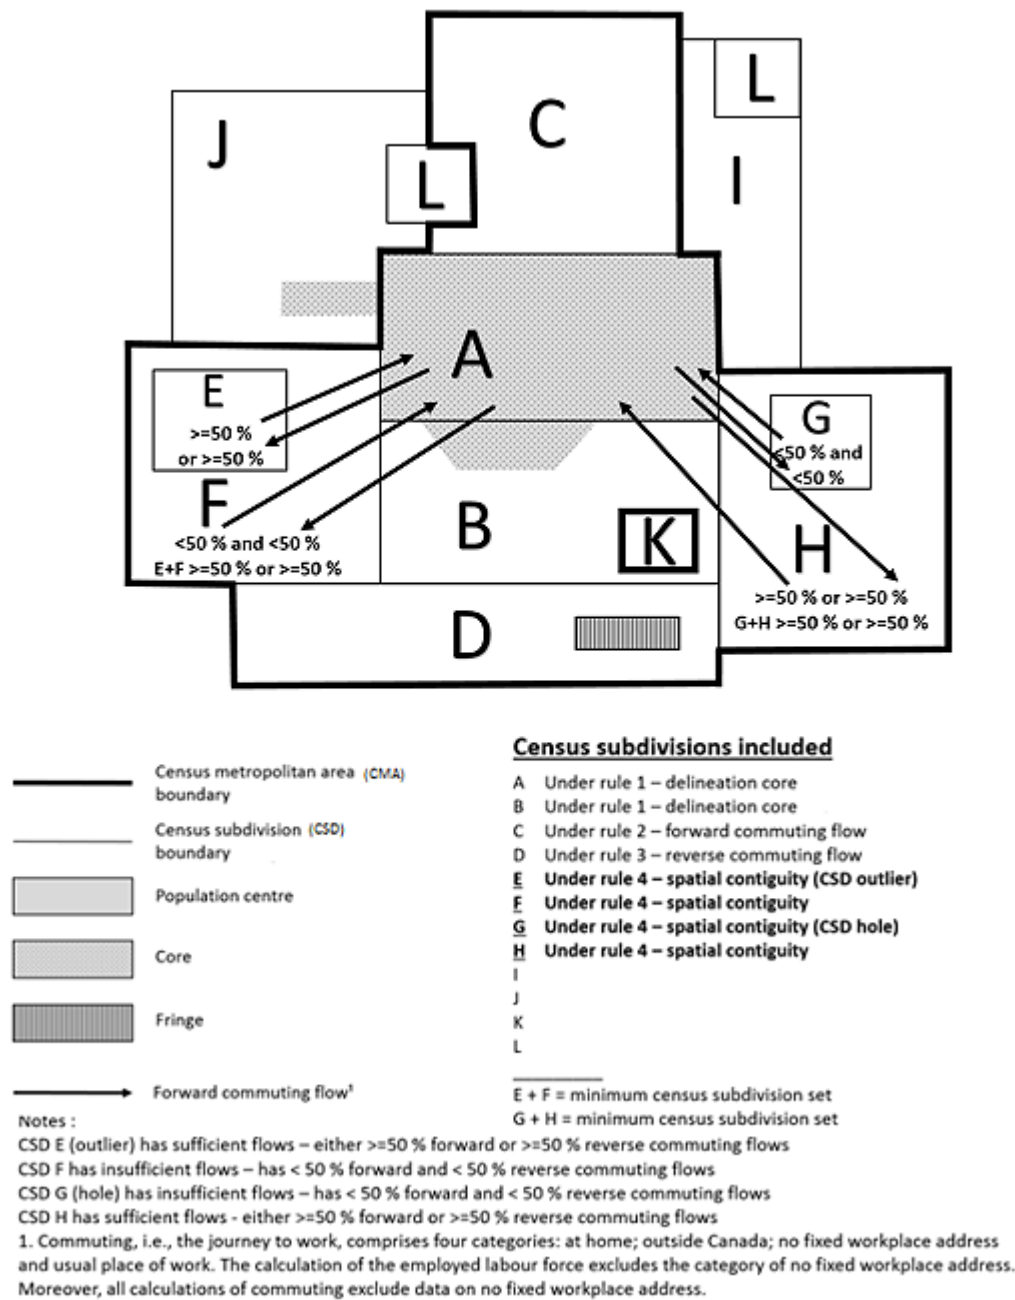 C
L
J
L
I
A
E
>=50 %
or >=50 %
G
<50 % and
<50 %
F
<50 % and <50 %
E+F >=50 % or >=50 %
B
K
H
>=50 % or >=50 %
G+H >=50 % or >=50 %
D
Census metropolitan area (CMA)
boundary
Census subdivision (CSD)
boundary
Population centre
Core
Fringe
Forward commuting flow¹
Census subdivisions included
A Under rule 1 – delineation core
B Under rule 1 – delineation core
C Under rule 2 – forward commuting flow
D Under rule 3 – reverse commuting flow
E Under rule 4 – spatial contiguity (CSD outlier)
F Under rule 4 – spatial contiguity
G Under rule 4 – spatial contiguity (CSD hole)
H Under rule 4 – spatial contiguity
I
J
K
L
E + F = minimum census subdivision set
G + H = minimum census subdivision set
Notes :
CSD E (outlier) has sufficient flows – either >=50 % forward or >=50 % reverse commuting flows
CSD F has insufficient flows – has < 50 % forward and < 50 % reverse commuting flows
CSD G (hole) has insufficient flows – has < 50 % forward and < 50 % reverse commuting flows
CSD H has sufficient flows - either >=50 % forward or >=50 % reverse commuting flows
1. Commuting, i.e., the journey to work, comprises four categories: at home; outside Canada; no fixed workplace address
and usual place of work. The calculation of the employed labour force excludes the category of no fixed workplace address.
Moreover, all calculations of commuting exclude data on no fixed workplace address.